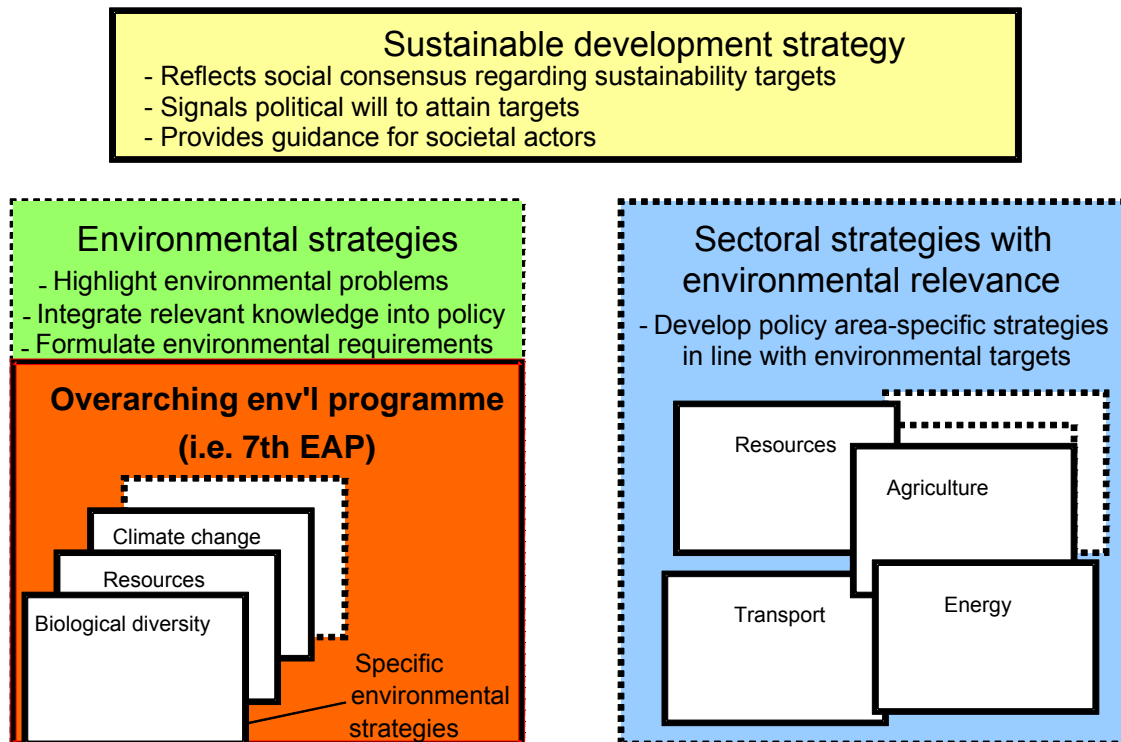 Sustainable development strategy
- Reflects social consensus regarding sustainability targets
- Signals political will to attain targets
- Provides guidance for societal actors
Environmental strategies
- Highlight environmental problems
- Integrate relevant knowledge into policy
- Formulate environmental requirements
Overarching env'l programme
(i.e. 7th EAP)
Climate change
Resources
Biological diversity
Specific
environmental
strategies
Sectoral strategies with
environmental relevance
- Develop policy area-specific strategies
in line with environmental targets
Resources
Agriculture
Transport
Energy